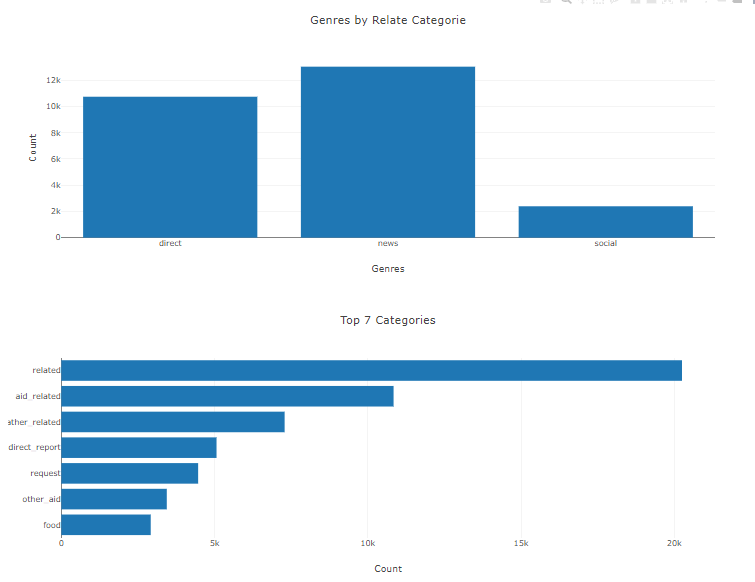 Genres by Relate Categorie
12k
10k
8k
6k
4k
2k
0
Count
direct
news
social
Genres
Top 7 Categories
related
aid_related
ather_related
direct_report
request
other_aid
food
0
5k
10k
15k
20k
Count